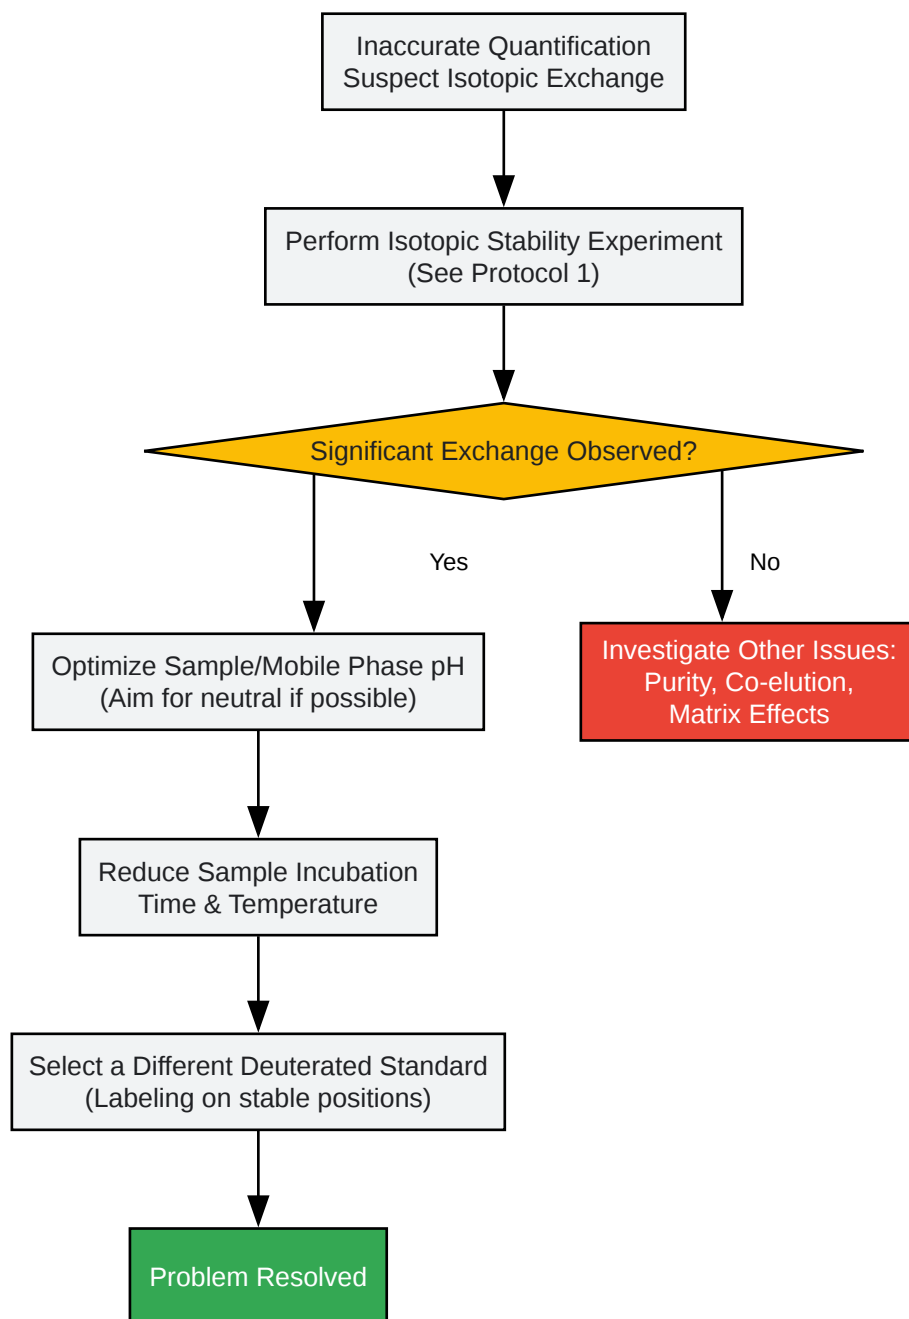 Inaccurate Quantification
Suspect Isotopic Exchange
Perform Isotopic Stability Experiment
(See Protocol 1)
Significant Exchange Observed?
Yes
No
Optimize Sample/Mobile Phase pH
(Aim for neutral if possible)
Investigate Other Issues:
Purity, Co-elution,
Matrix Effects
Reduce Sample Incubation
Time & Temperature
Select a Different Deuterated Standard
(Labeling on stable positions)
Problem Resolved